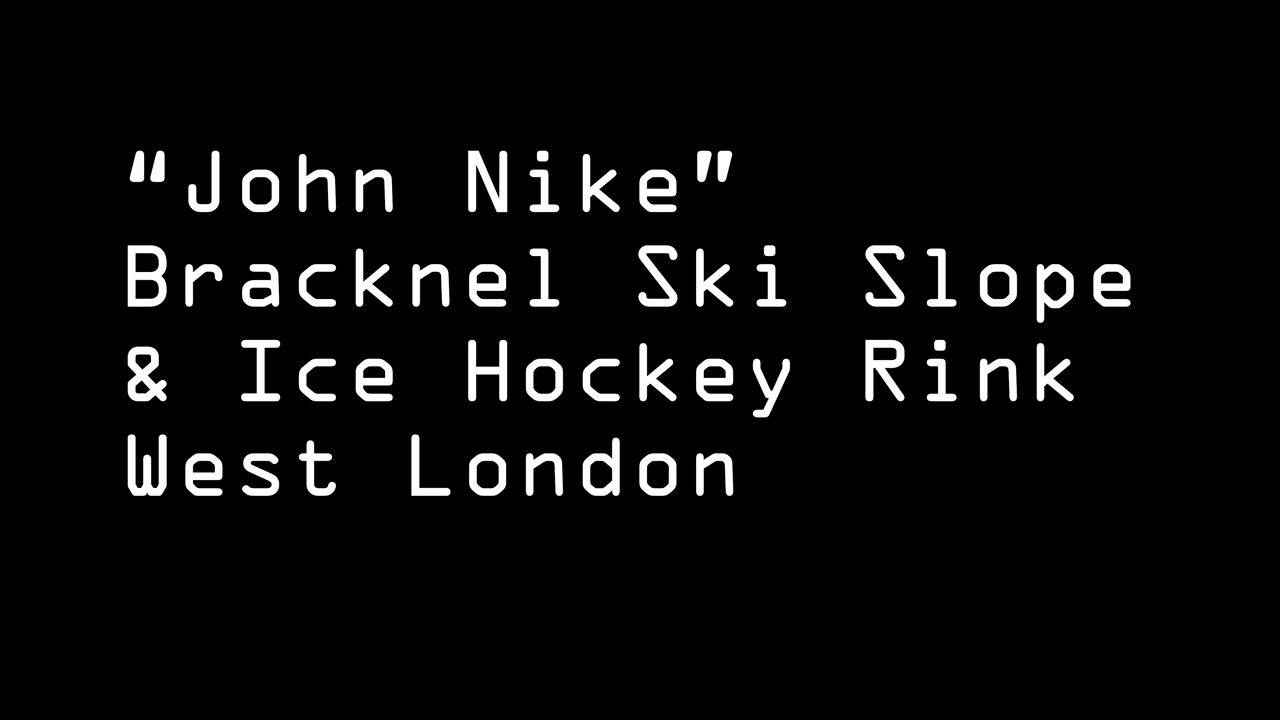 “John Nike”
Bracknel Ski Slope
& Ice Hockey Rink
West London